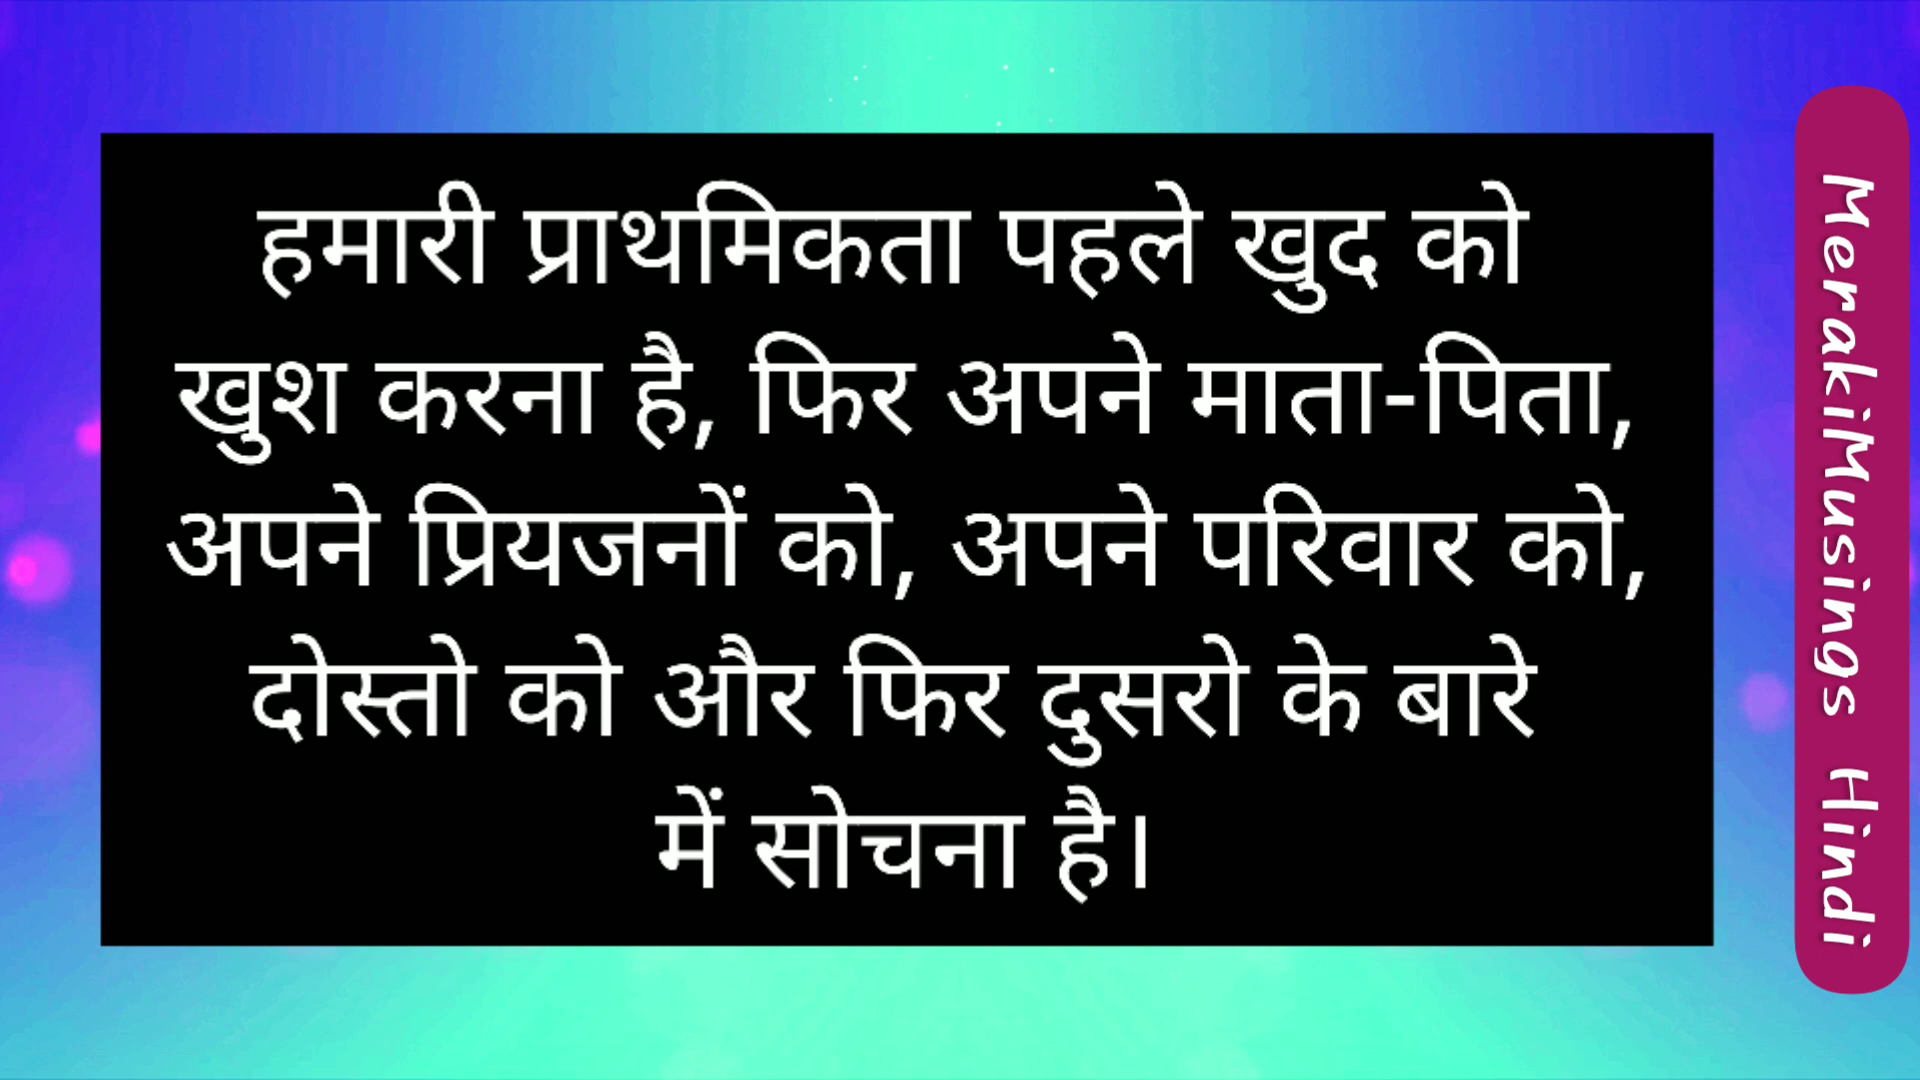 हमारी प्राथमिकता पहले खुद को
खुश करना है, फिर अपने माता-पिता,
अपने प्रियजनों को, अपने परिवार को,
दोस्तो को और फिर दुसरो के बारे
में सोचना है।
MerakiMusings Hindi